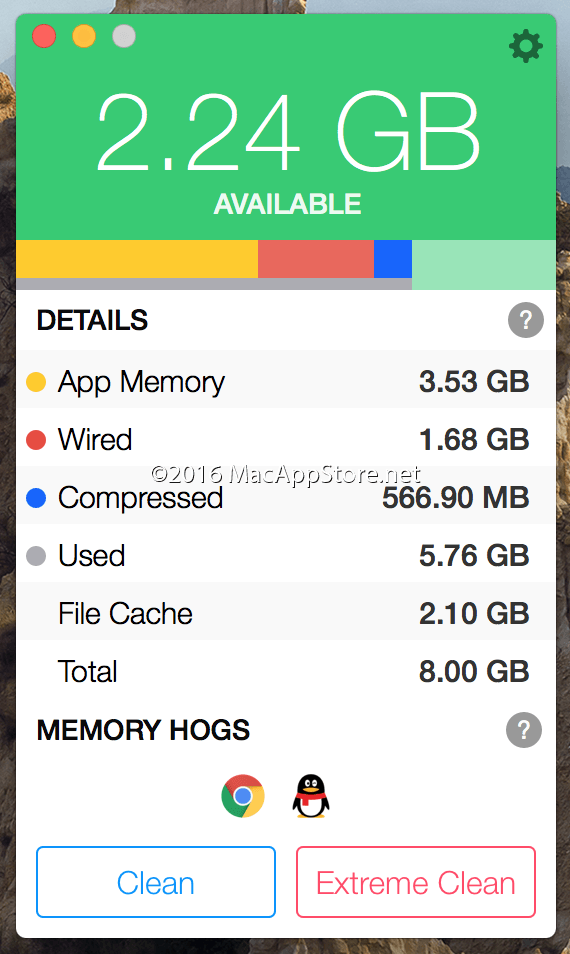 2.24 GB
AVAILABLE
DETAILS
?
App Memory 3.53 GB
Wired 1.68 GB
©2016 MacAppStore.net
Compressed 566.90 MB
Used 5.76 GB
File Cache 2.10 GB
Total 8.00 GB
MEMORY HOGS
?
Clean Extreme Clean